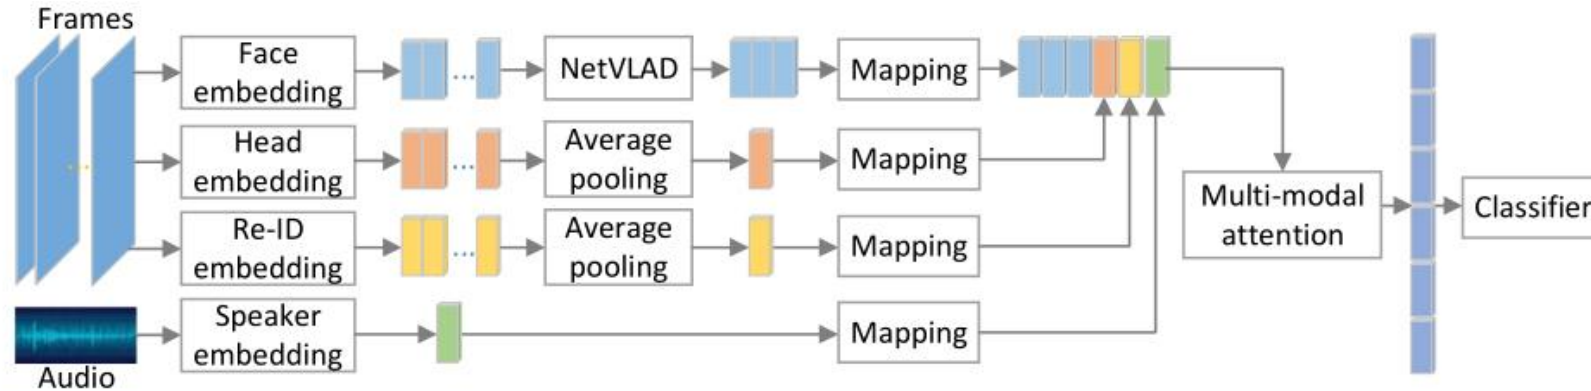 Frames
Face
embedding
NetVLAD
Mapping
Head
embedding
Average
pooling
Mapping
Multi-modal
attention
Classifier
Re-ID
embedding
Average
pooling
Mapping
Speaker
embedding
Mapping
Audio